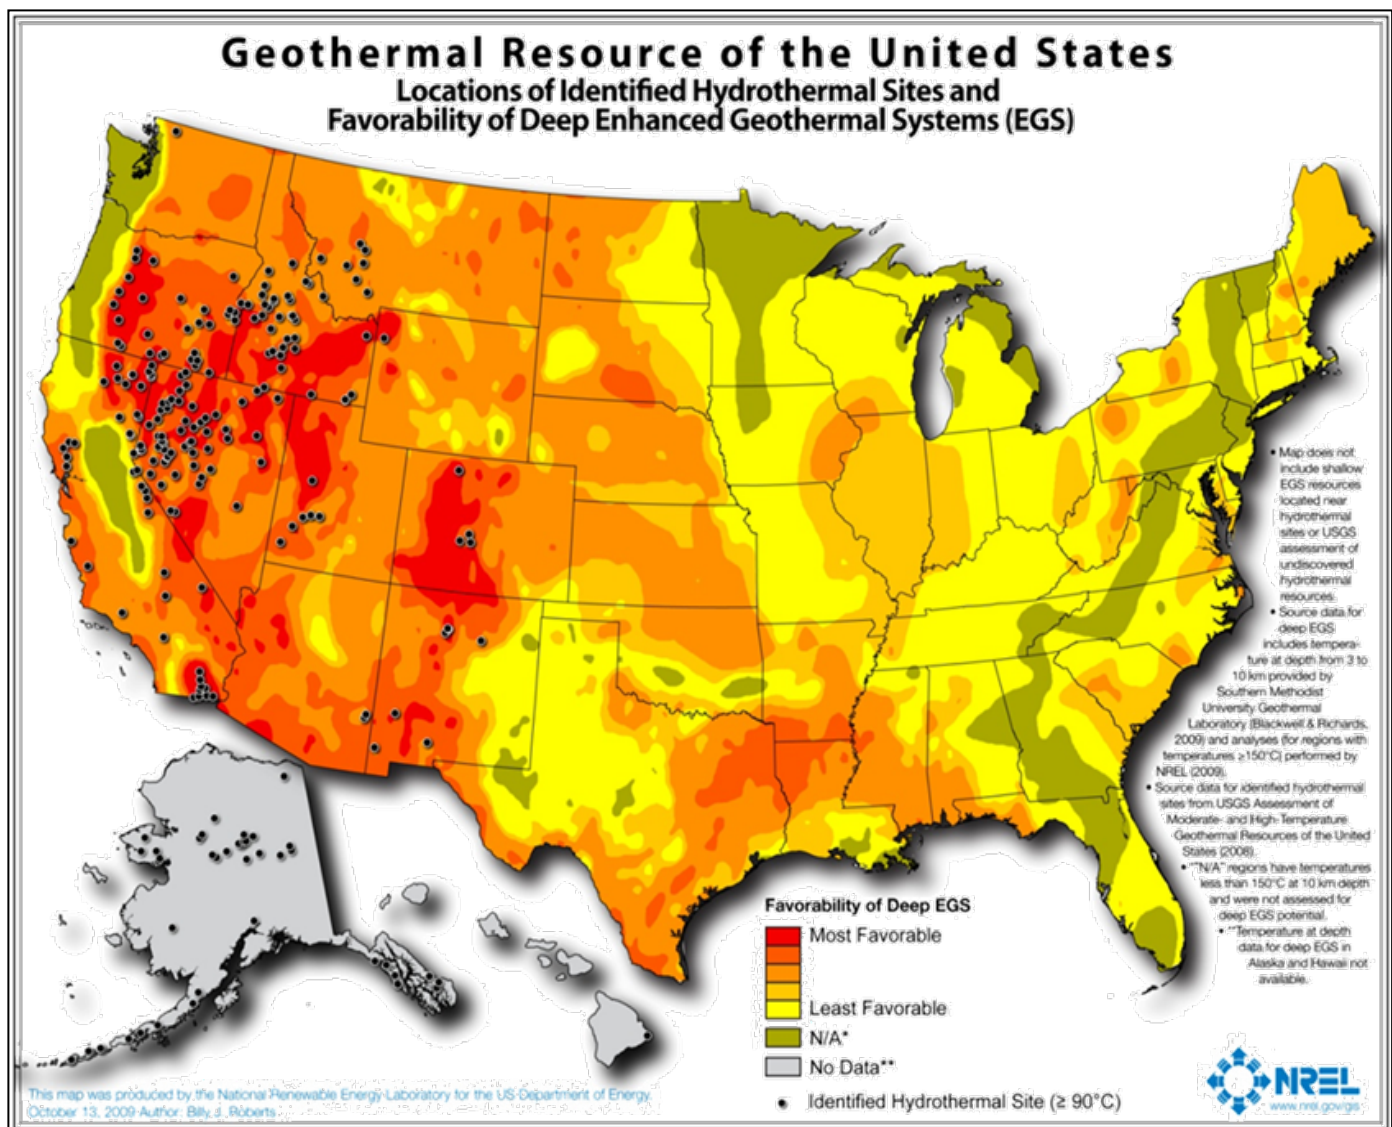 Geothermal Resource of the United States
Locations of Identified Hydrothermal Sites and
Favorability of Deep Enhanced Geothermal Systems (EGS)
• Map does not
include shallow
EGS resources
located near
hydrothermal
sites or USGS
assessment of
undiscovered
hydrothermal
resources.
• Source data for
deep EGS
includes tempera-
ture at depth from 3 to
10 km provided by
Southern Methodist
University Geothermal
Laboratory (Blackwell & Richards,
2009) and analyses (for regions with
temperatures ≥150°C) performed by
NREL (2009).
• Source data for identified hydrothermal
sites from USGS Assessment of
Moderate- and High-Temperature
Geothermal Resources of the United
States (2008).
• *"N/A" regions have temperatures
less than 150°C at 10 km depth
and were not assessed for
deep EGS potential.
• **Temperature at depth
data for deep EGS in
Alaska and Hawaii not
available.
Favorability of Deep EGS
Most Favorable
Least Favorable
N/A*
No Data**
Identified Hydrothermal Site (≥ 90°C)
This map was produced by the National Renewable Energy Laboratory for the US Department of Energy.
October 13, 2009 Author: Billy J. Roberts
NREL
www.nrel.gov/gis